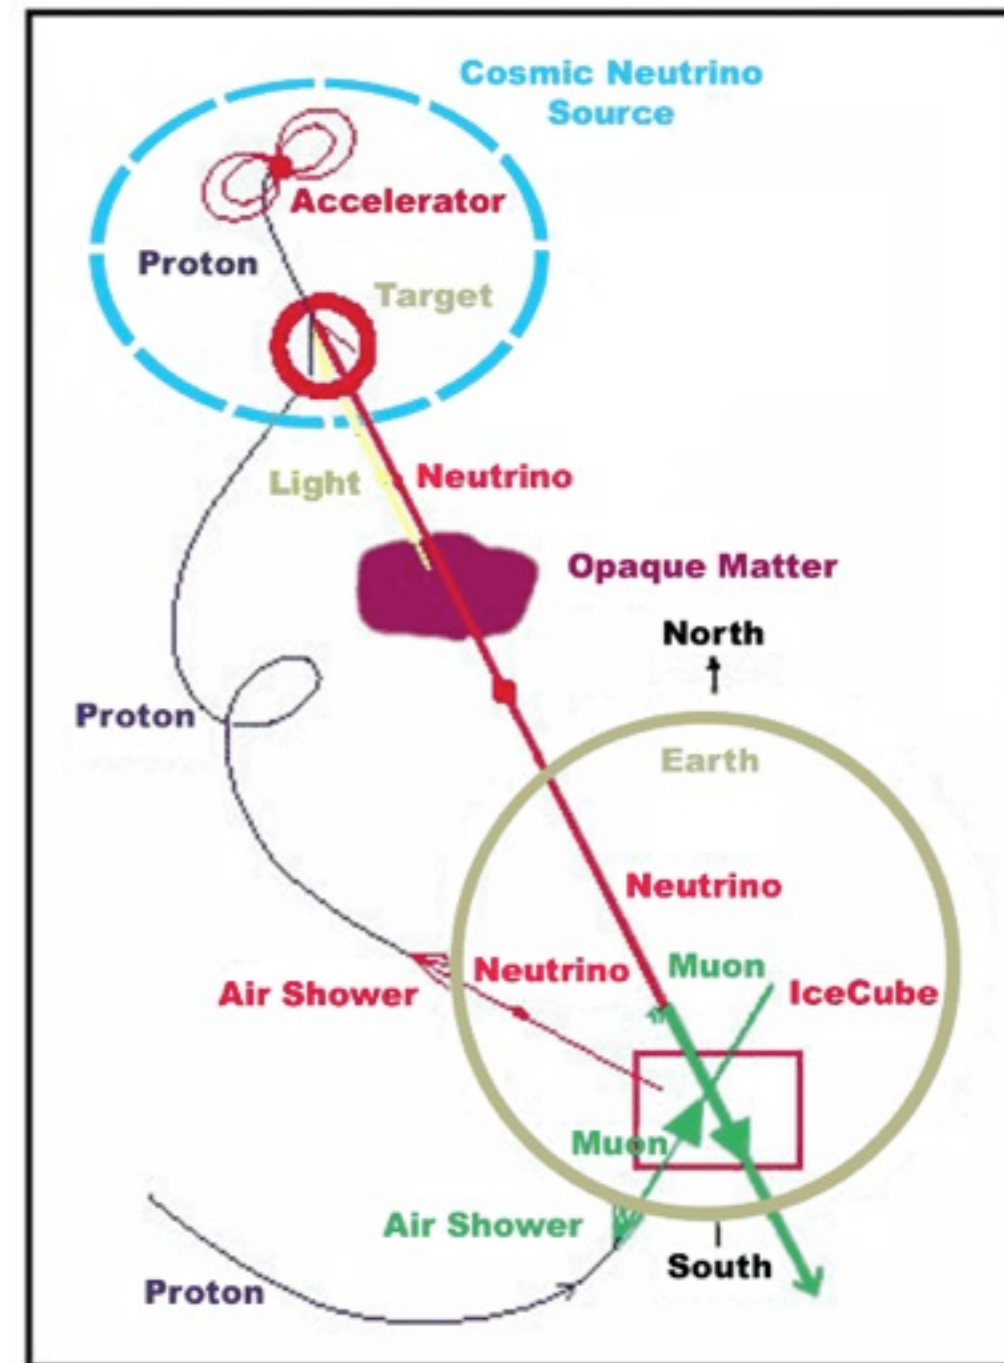 Cosmic Neutrino
Source
Accelerator
Proton
Target
Light
Neutrino
Opaque Matter
North
Proton
Earth
Neutrino
Muon
Neutrino
IceCube
Air Shower
Muon
Air Shower
South
Proton